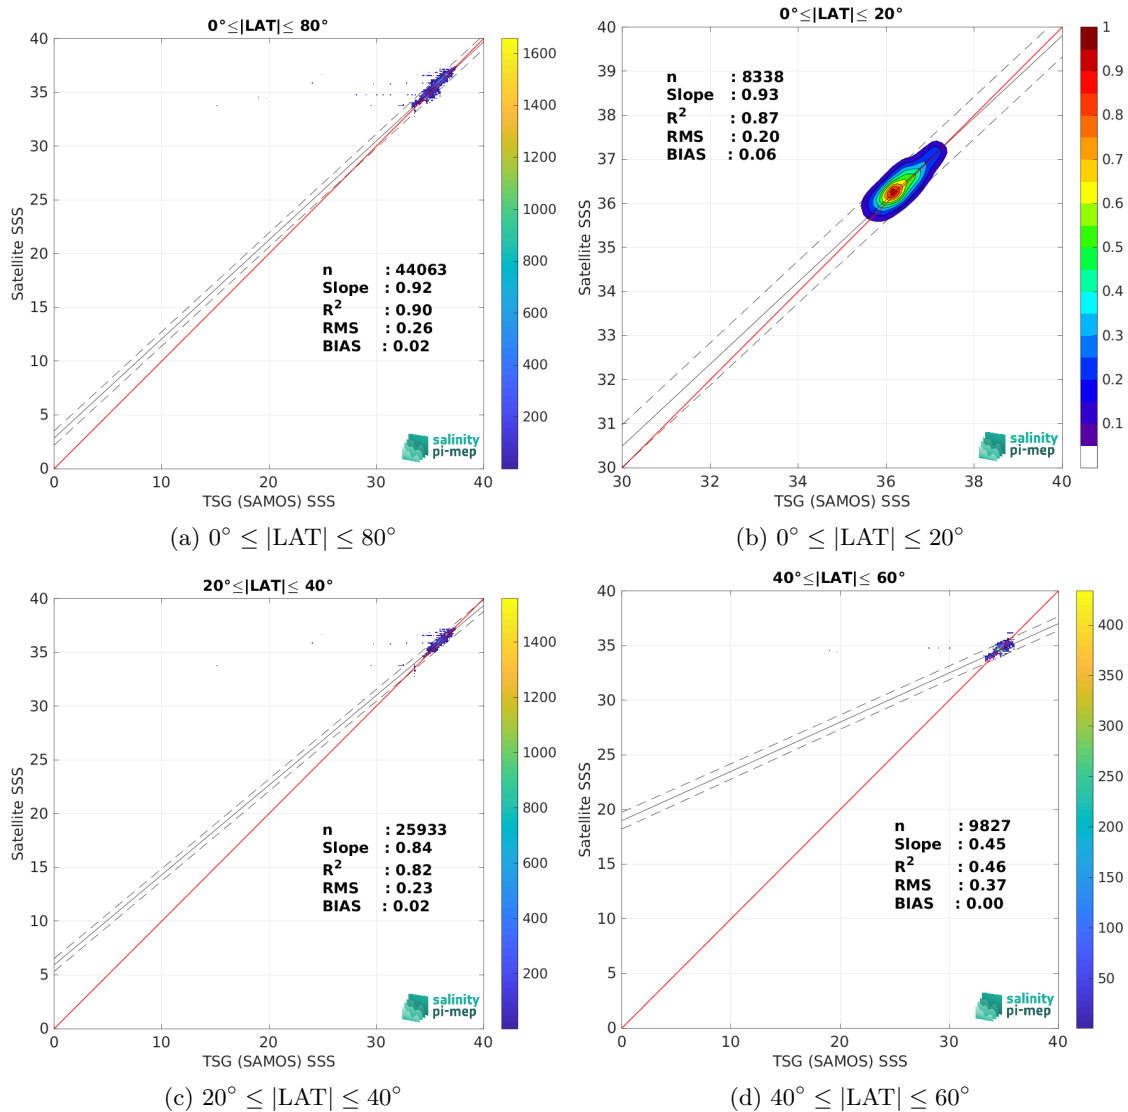 0°≤|LAT|≤ 80°
40
35
30
25
20
15
10
5
0
Satellite SSS
n : 44063
Slope : 0.92
R2 : 0.90
RMS : 0.26
BIAS : 0.02
salinity
pi-mep
0 10 20 30 40
TSG (SAMOS) SSS
1600
1400
1200
1000
800
600
400
200
(a) 0° ≤ |LAT| ≤ 80°
0°≤|LAT|≤ 20°
40
39
38
37
36
35
34
33
32
31
30
Satellite SSS
n : 8338
Slope : 0.93
R2 : 0.87
RMS : 0.20
BIAS : 0.06
salinity
pi-mep
30 32 34 36 38 40
TSG (SAMOS) SSS
1
0.9
0.8
0.7
0.6
0.5
0.4
0.3
0.2
0.1
(b) 0° ≤ |LAT| ≤ 20°
20°≤|LAT|≤ 40°
40
35
30
25
20
15
10
5
0
Satellite SSS
n : 25933
Slope : 0.84
R2 : 0.82
RMS : 0.23
BIAS : 0.02
salinity
pi-mep
0 10 20 30 40
TSG (SAMOS) SSS
1400
1200
1000
800
600
400
200
(c) 20° ≤ |LAT| ≤ 40°
40°≤|LAT|≤ 60°
40
35
30
25
20
15
10
5
0
Satellite SSS
n : 9827
Slope : 0.45
R2 : 0.46
RMS : 0.37
BIAS : 0.00
salinity
pi-mep
0 10 20 30 40
TSG (SAMOS) SSS
400
350
300
250
200
150
100
50
(d) 40° ≤ |LAT| ≤ 60°